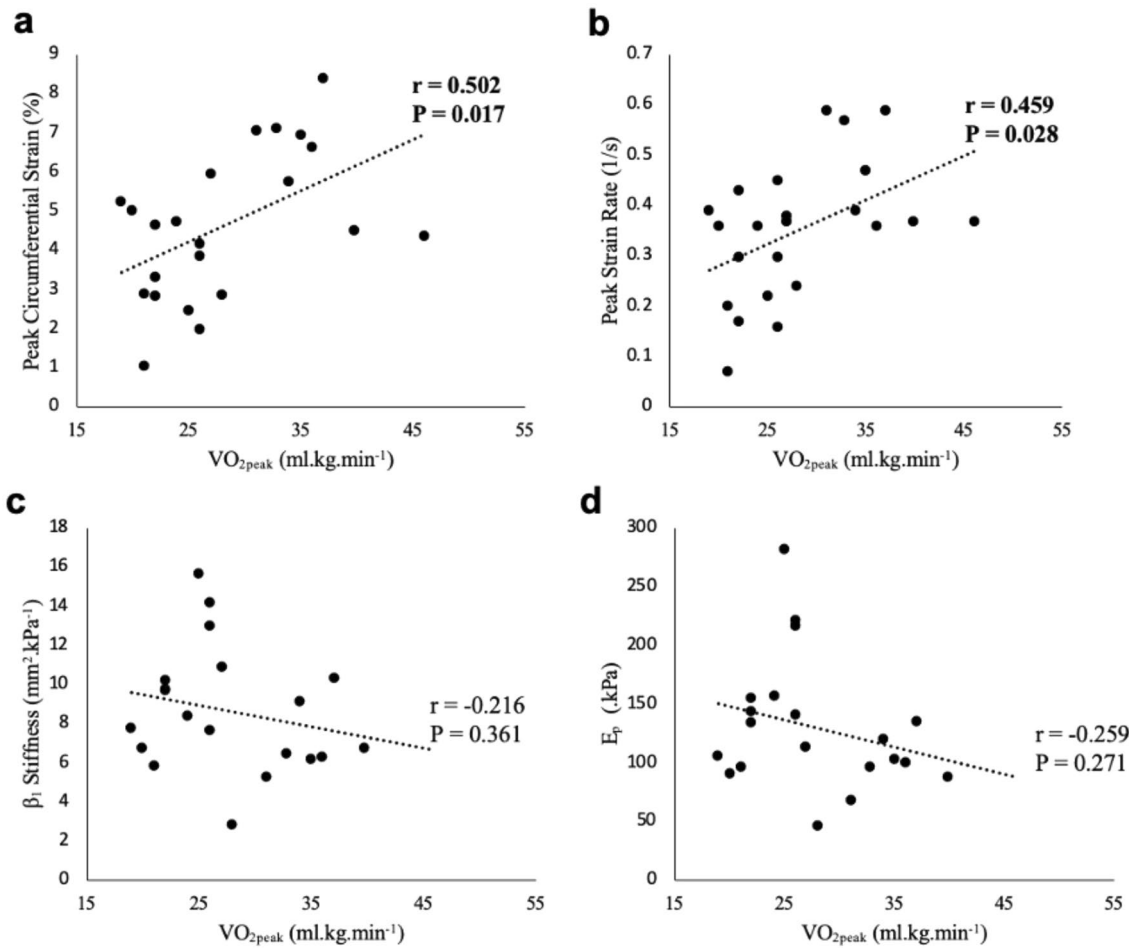 a
Peak Circumferential Strain (%)
9
8
7
6
5
4
3
2
1
0
r = 0.502
P = 0.017
15 25 35 45 55
VO₂peak (ml.kg.min⁻¹)
b
Peak Strain Rate (1/s)
0.7
0.6
0.5
0.4
0.3
0.2
0.1
0
r = 0.459
P = 0.028
15 25 35 45 55
VO₂peak (ml.kg.min⁻¹)
c
β₁ Stiffness (mm².kPa⁻¹)
18
16
14
12
10
8
6
4
2
0
r = -0.216
P = 0.361
15 25 35 45 55
VO₂peak (ml.kg.min⁻¹)
d
Eₚ (.kPa)
300
250
200
150
100
50
0
r = -0.259
P = 0.271
15 25 35 45 55
VO₂peak (ml.kg.min⁻¹)